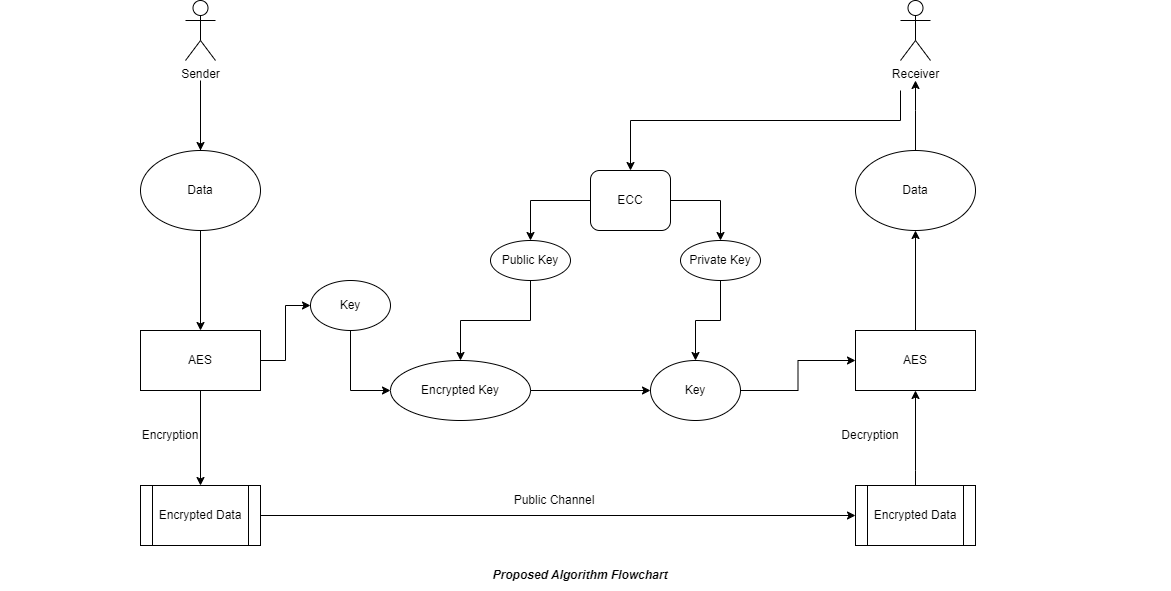 Sender
Receiver
Data
ECC
Data
Public Key
Private Key
Key
AES
AES
Encrypted Key
Key
Encryption
Decryption
Public Channel
Encrypted Data
Encrypted Data
Proposed Algorithm Flowchart